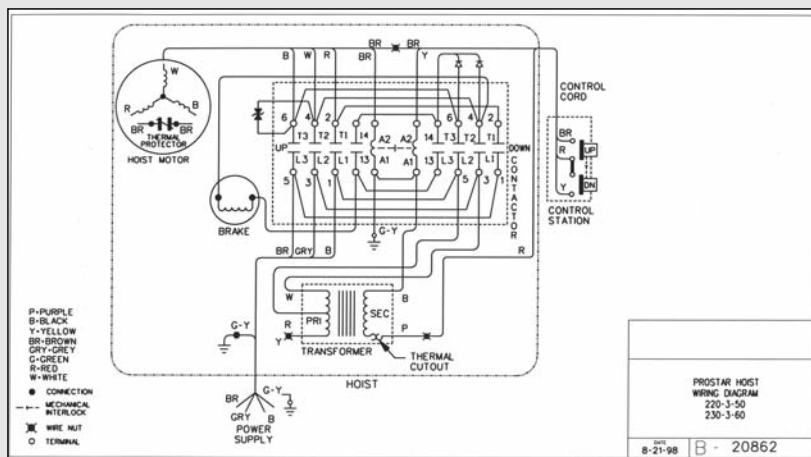 BR
BR
B
W
R
BR
Y
W
R
B
BR
BR
THERMAL
PROTECTOR
HOIST MOTOR
CONTROL
CORD
6
4
2
14
A2
A2
14
6
4
2
T3
T2
T1
T3
T2
T1
UP
DOWN
L3
L2
L1
13
A1
A1
13
L3
L2
L1
5
3
1
5
3
1
CONTACTOR
BR
R
Y
UP
DN
CONTROL
STATION
BRAKE
G-Y
BR
GRY
B
R
W
B
PRI
SEC
R
Y
P
TRANSFORMER
THERMAL
CUTOUT
HOIST
G-Y
P-PURPLE
B-BLACK
Y-YELLOW
BR-BROWN
GRY-GREY
G-GREEN
R-RED
W-WHITE
CONNECTION
MECHANICAL
INTERLOCK
WIRE NUT
TERMINAL
BR
GRY
B
G-Y
POWER
SUPPLY
PROSTAR HOIST
WIRING DIAGRAM
220-3-50
230-3-60
DATE
8-21-98
B - 20862